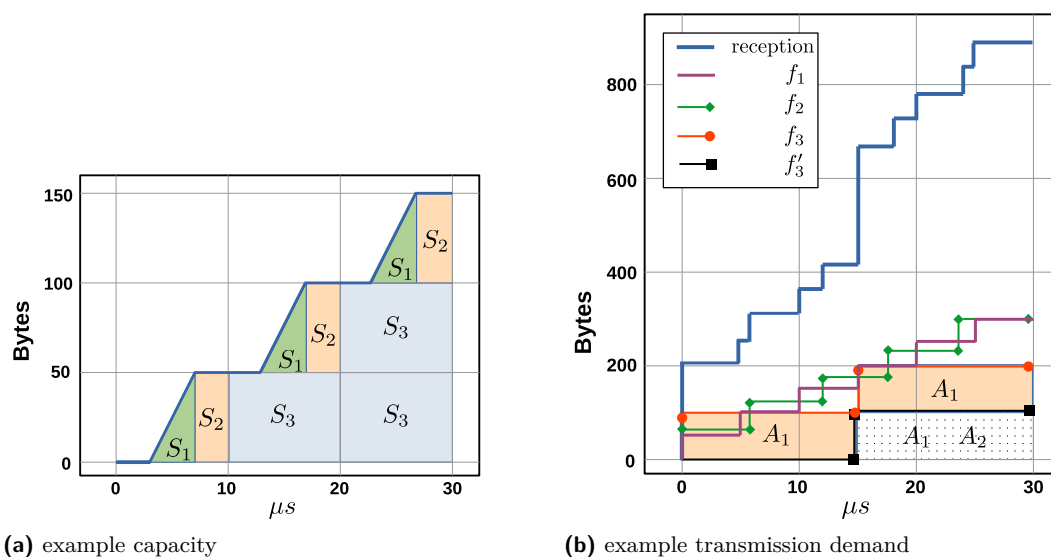 Bytes
150
100
50
0
0
10
20
30
μs
S1
S2
S1
S2
S3
S1
S2
S3
S3
(a) example capacity
Bytes
800
600
400
200
0
0
10
20
30
μs
reception
f1
f2
f3
f′3
A1
A1
A1 A2
(b) example transmission demand